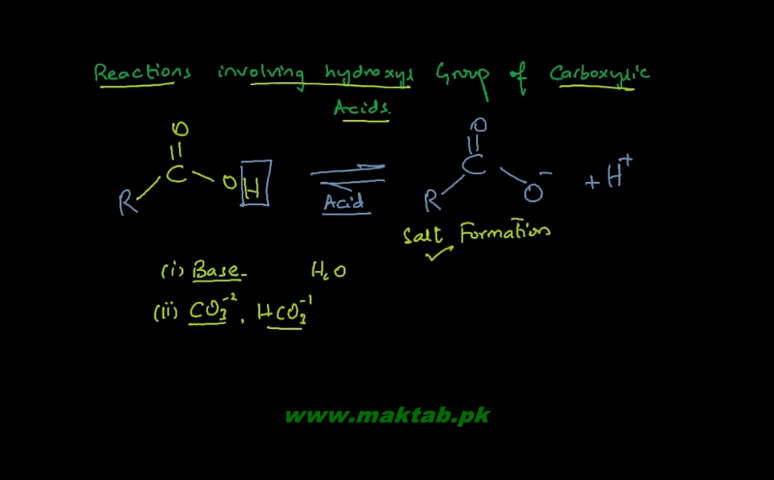 Reactions involving hydroxyl Group of Carboxylic
Acids.
O O
R C OH ⇌ R C O⁻ + H⁺
Acid
Salt Formation
(i) Base H₂O
(ii) CO₃⁻², HCO₃⁻¹
www.maktab.pk